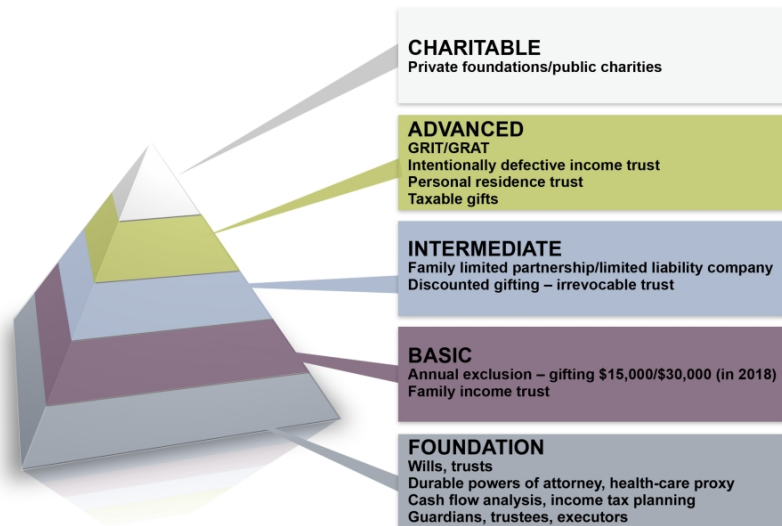 CHARITABLE
Private foundations/public charities
ADVANCED
GRIT/GRAT
Intentionally defective income trust
Personal residence trust
Taxable gifts
INTERMEDIATE
Family limited partnership/limited liability company
Discounted gifting – irrevocable trust
BASIC
Annual exclusion – gifting $15,000/$30,000 (in 2018)
Family income trust
FOUNDATION
Wills, trusts
Durable powers of attorney, health-care proxy
Cash flow analysis, income tax planning
Guardians, trustees, executors